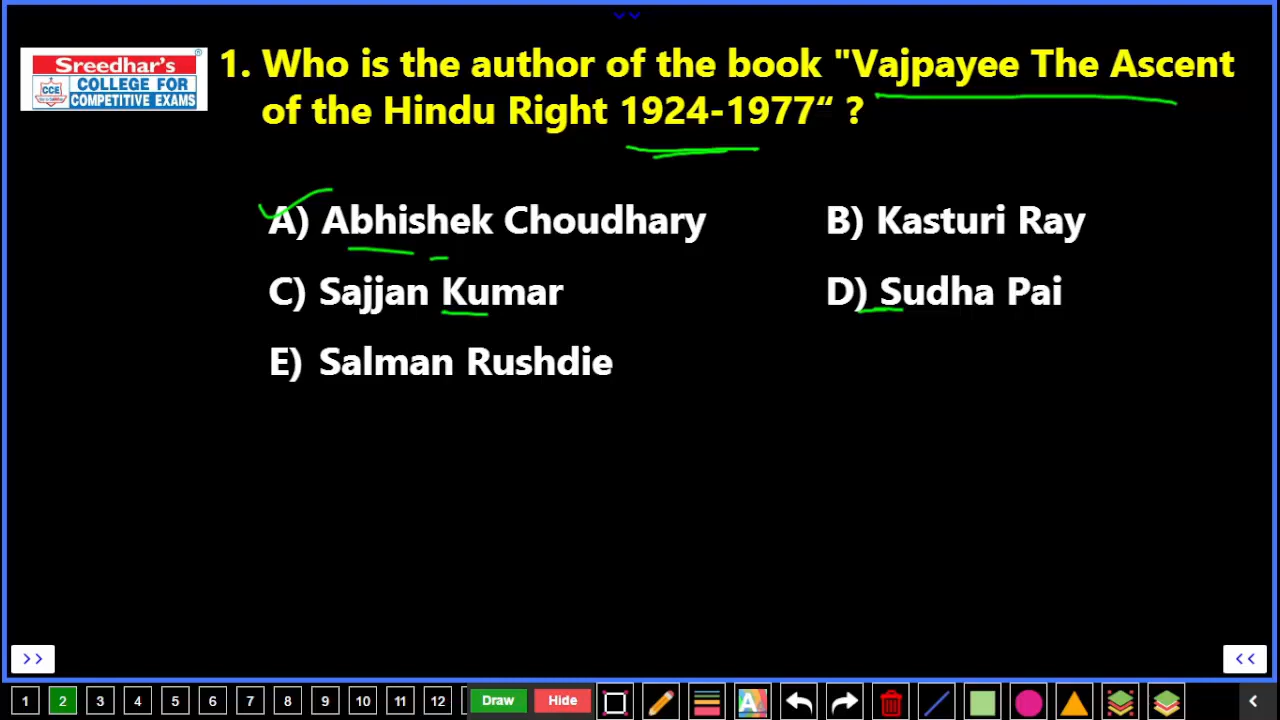 Sreedhar's
CCE
COLLEGE FOR
COMPETITIVE EXAMS
1. Who is the author of the book "Vajpayee The Ascent
of the Hindu Right 1924-1977“ ?
A) Abhishek Choudhary
B) Kasturi Ray
C) Sajjan Kumar
D) Sudha Pai
E) Salman Rushdie
>>
<<
1 2 3 4 5 6 7 8 9 10 11 12 Draw Hide A <